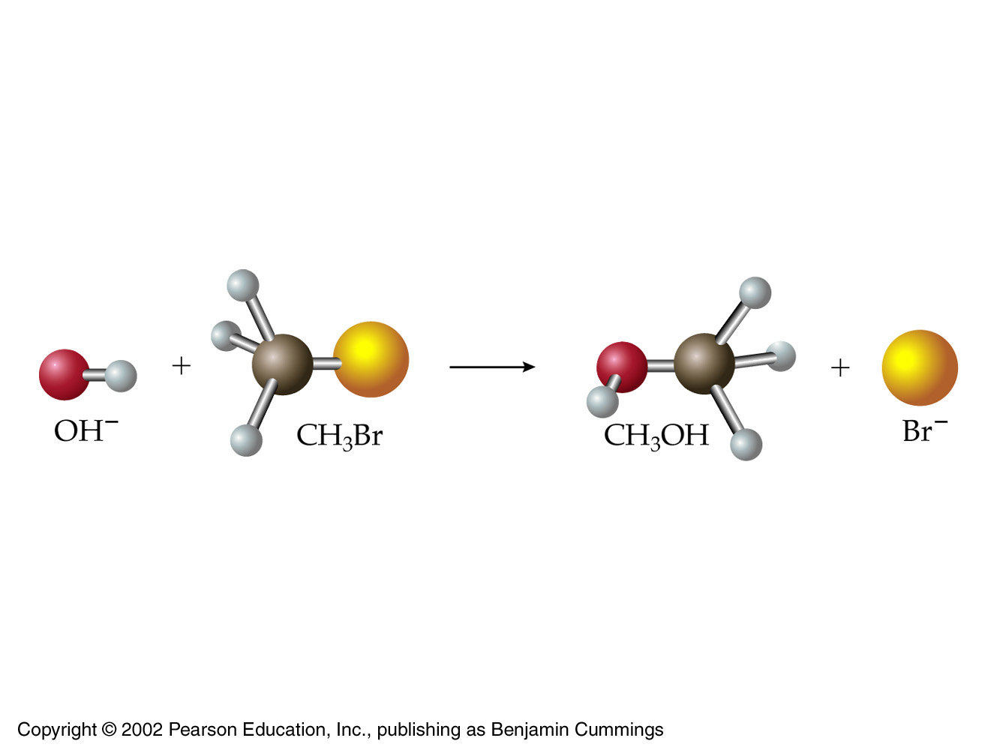 + → +
OH⁻ CH₃Br CH₃OH Br⁻
Copyright © 2002 Pearson Education, Inc., publishing as Benjamin Cummings